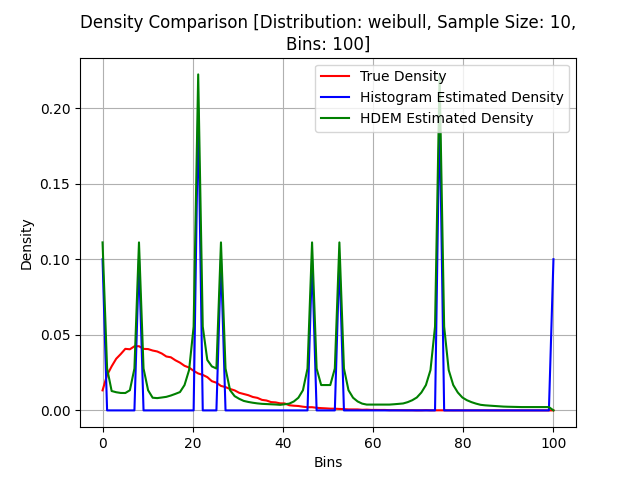 Density Comparison [Distribution: weibull, Sample Size: 10,
Bins: 100]
True Density
Histogram Estimated Density
HDEM Estimated Density
Density
0.20
0.15
0.10
0.05
0.00
0
20
40
60
80
100
Bins